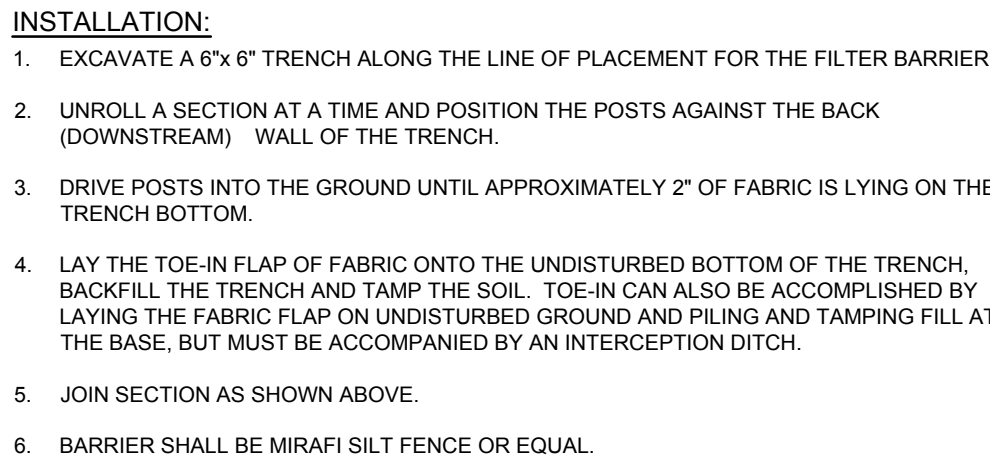 INSTALLATION:
1. EXCAVATE A 6"x 6" TRENCH ALONG THE LINE OF PLACEMENT FOR THE FILTER BARRIER
2. UNROLL A SECTION AT A TIME AND POSITION THE POSTS AGAINST THE BACK
(DOWNSTREAM) WALL OF THE TRENCH.
3. DRIVE POSTS INTO THE GROUND UNTIL APPROXIMATELY 2" OF FABRIC IS LYING ON THE
TRENCH BOTTOM.
4. LAY THE TOE-IN FLAP OF FABRIC ONTO THE UNDISTURBED BOTTOM OF THE TRENCH,
BACKFILL THE TRENCH AND TAMP THE SOIL. TOE-IN CAN ALSO BE ACCOMPLISHED BY
LAYING THE FABRIC FLAP ON UNDISTURBED GROUND AND PILING AND TAMPING FILL AT
THE BASE, BUT MUST BE ACCOMPANIED BY AN INTERCEPTION DITCH.
5. JOIN SECTION AS SHOWN ABOVE.
6. BARRIER SHALL BE MIRAFI SILT FENCE OR EQUAL.